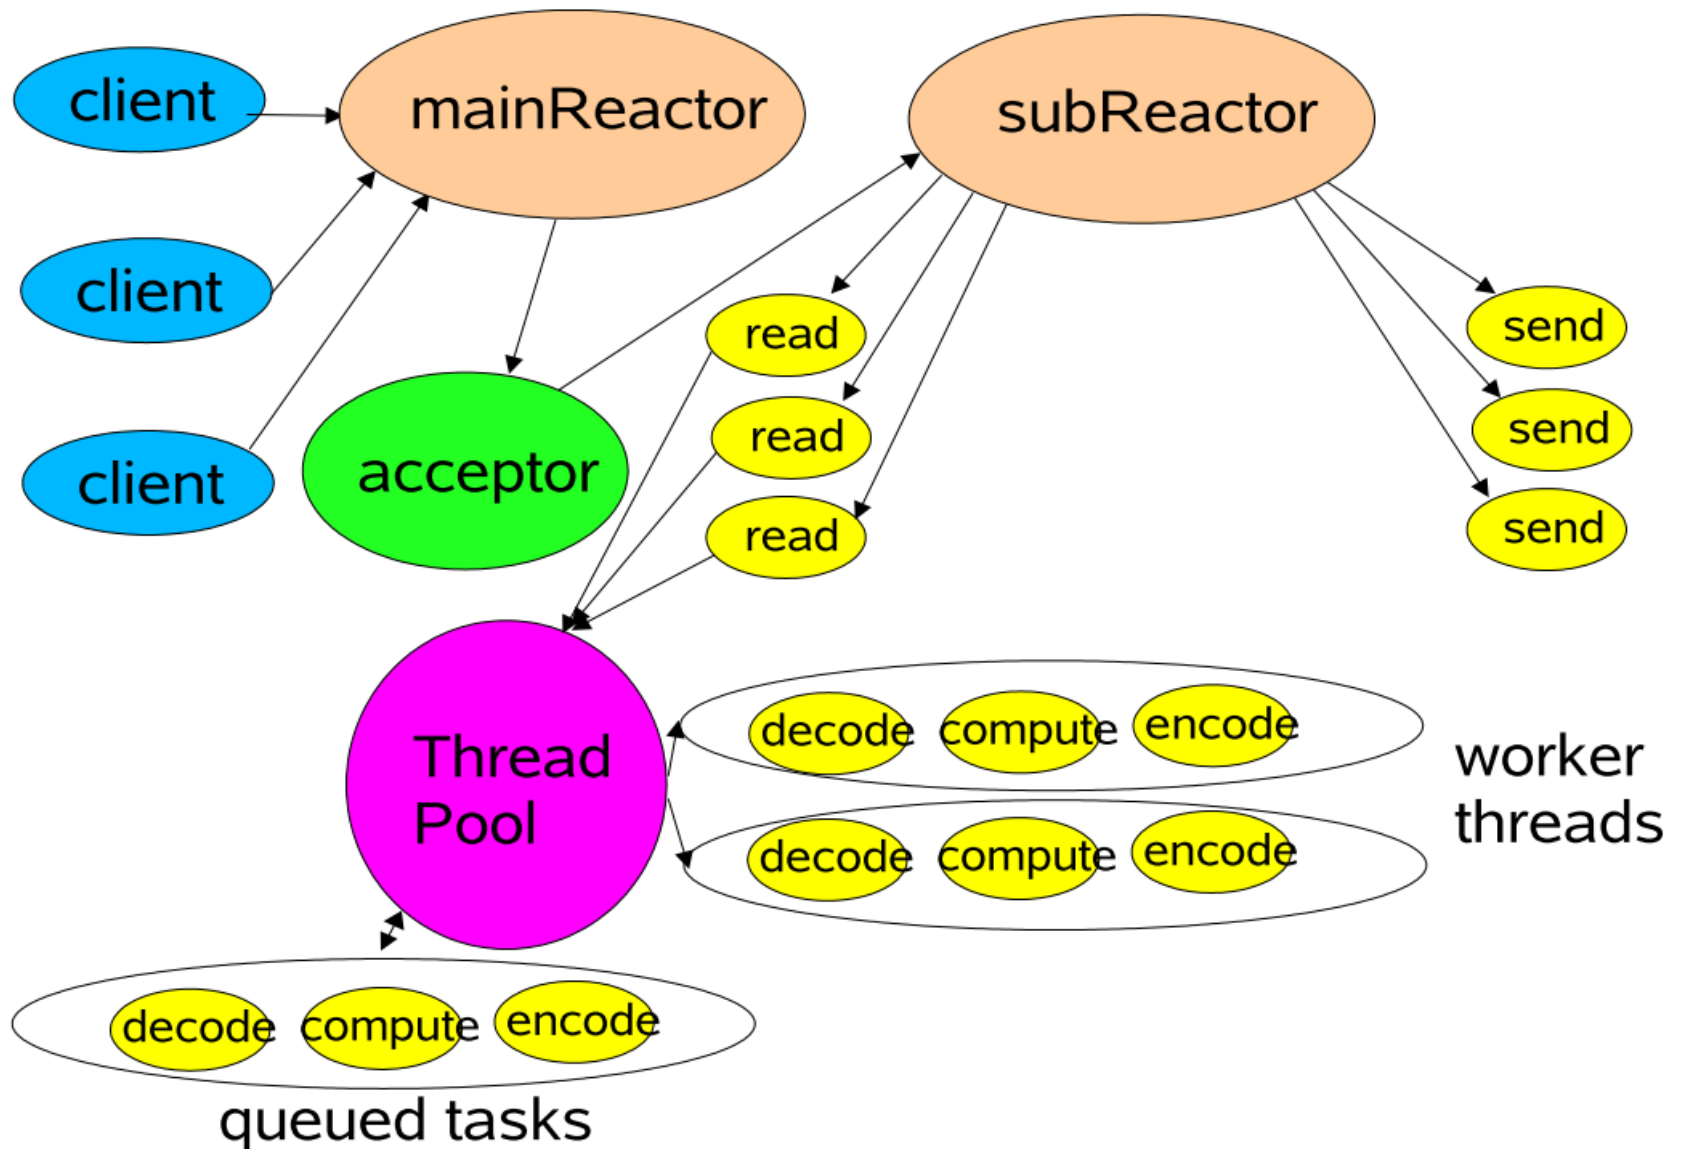 client
mainReactor
subReactor
client
client
acceptor
read
read
read
send
send
send
Thread
Pool
decode compute encode
decode compute encode
worker
threads
decode compute encode
queued tasks